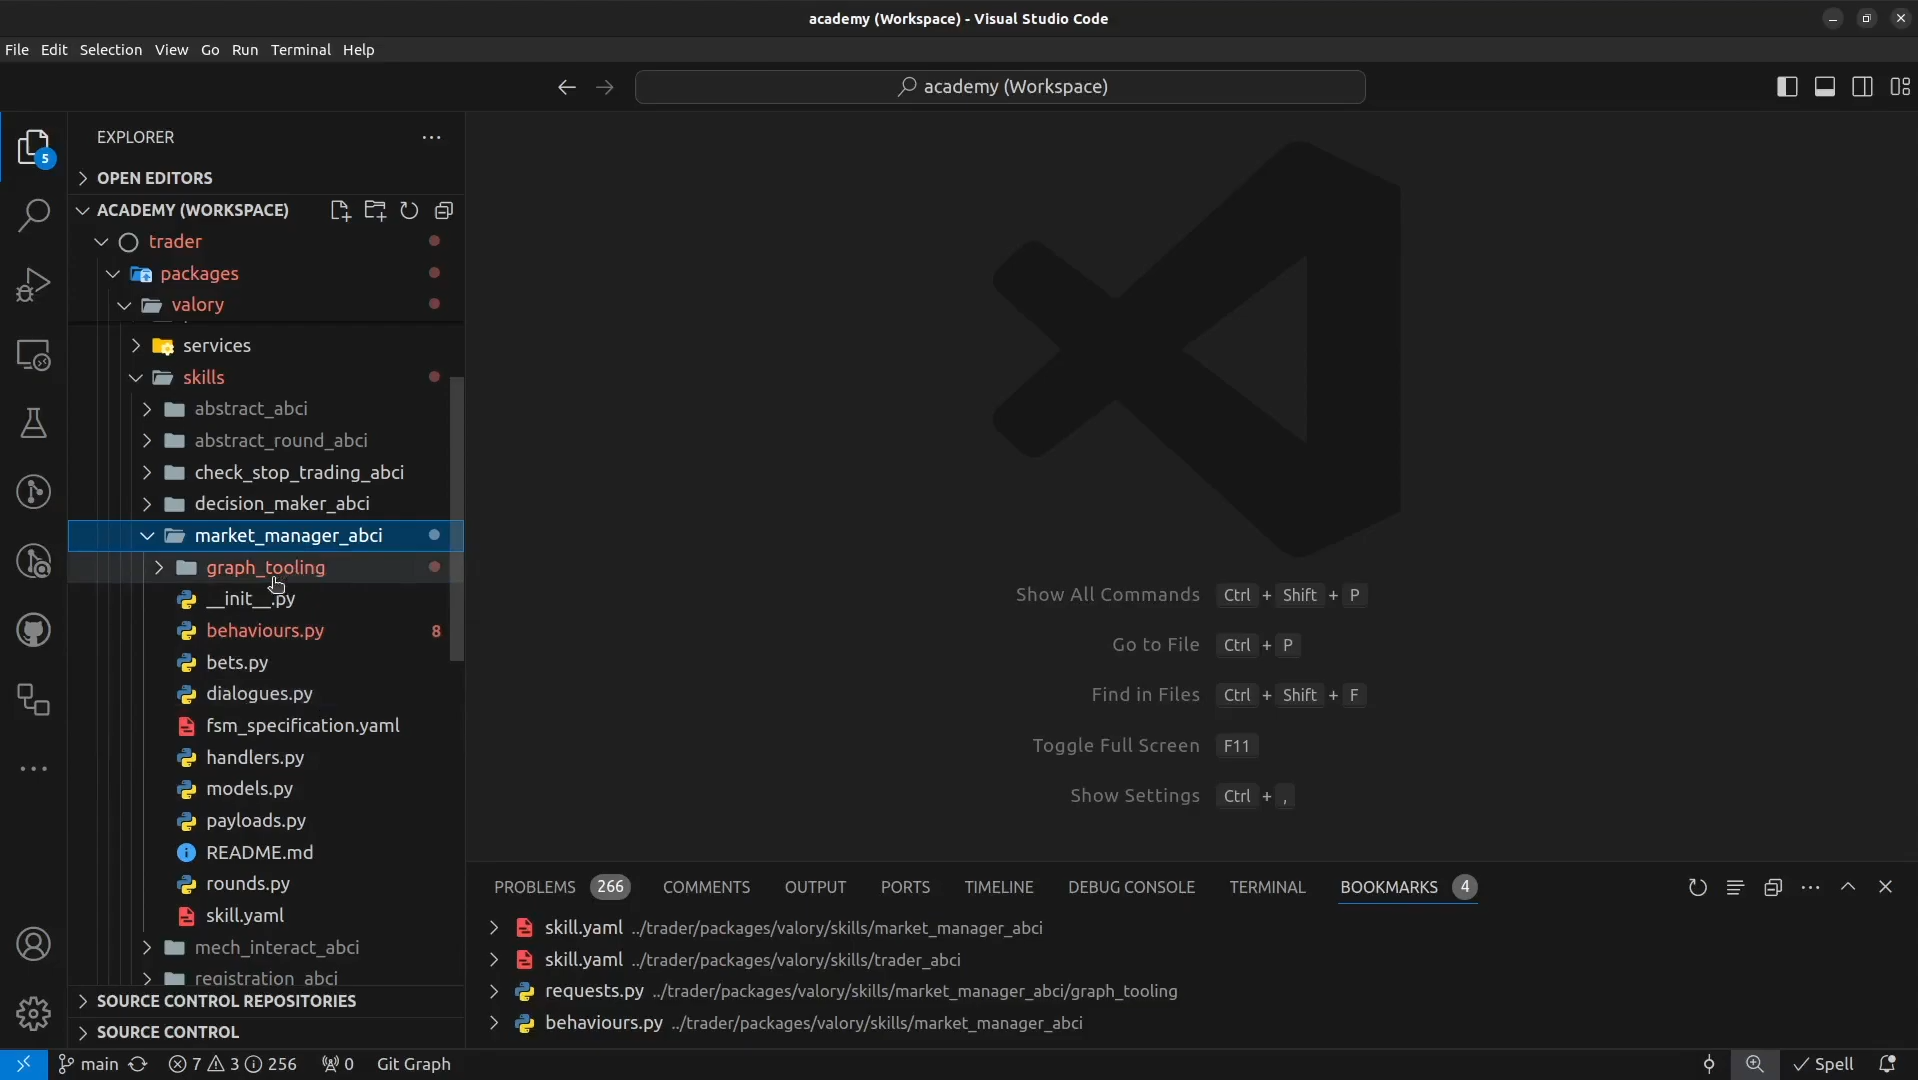 academy (Workspace) - Visual Studio Code
File Edit Selection View Go Run Terminal Help
academy (Workspace)
5
EXPLORER
OPEN EDITORS
ACADEMY (WORKSPACE)
trader
packages
valory
services
skills
abstract_abci
abstract_round_abci
check_stop_trading_abci
decision_maker_abci
market_manager_abci
graph_tooling
__init__.py
behaviours.py 8
bets.py
dialogues.py
fsm_specification.yaml
handlers.py
models.py
payloads.py
README.md
rounds.py
skill.yaml
mech_interact_abci
registration_abci
SOURCE CONTROL REPOSITORIES
SOURCE CONTROL
Show All Commands Ctrl + Shift + P
Go to File Ctrl + P
Find in Files Ctrl + Shift + F
Toggle Full Screen F11
Show Settings Ctrl + ,
PROBLEMS 266 COMMENTS OUTPUT PORTS TIMELINE DEBUG CONSOLE TERMINAL BOOKMARKS 4
skill.yaml ../trader/packages/valory/skills/market_manager_abci
skill.yaml ../trader/packages/valory/skills/trader_abci
requests.py ../trader/packages/valory/skills/market_manager_abci/graph_tooling
behaviours.py ../trader/packages/valory/skills/market_manager_abci
main 7 3 256 0 Git Graph Spell